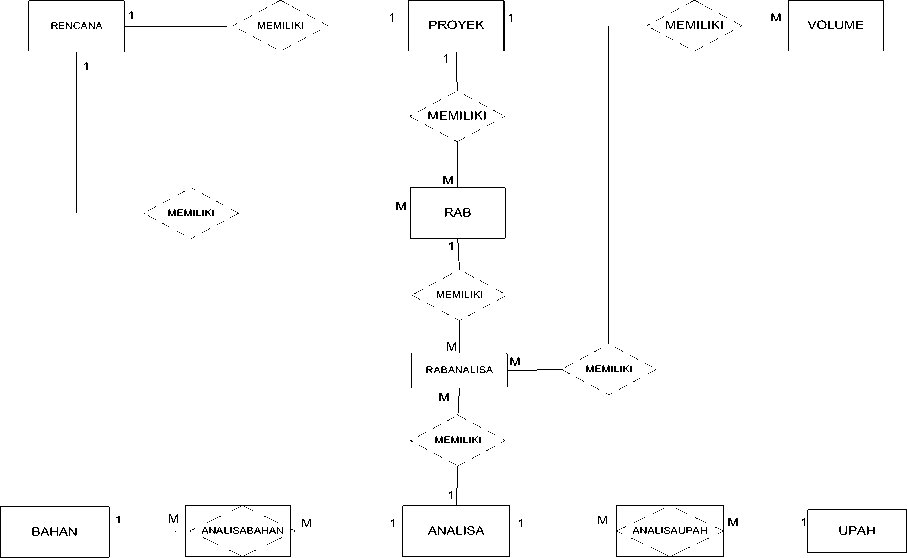 RENCANA 1 MEMILIKI 1 PROYEK 1 MEMILIKI M VOLUME
1 1
MEMILIKI
M
MEMILIKI M RAB
1
MEMILIKI
M
RABANALISA M MEMILIKI
M
MEMILIKI
1
BAHAN 1 M ANALISABAHAN M 1 ANALISA 1 M ANALISAUPAH M 1 UPAH